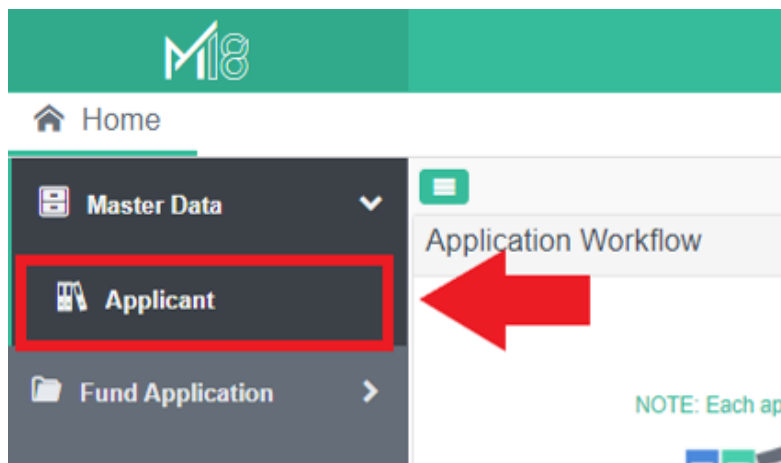 M18
Home
Master Data
Application Workflow
Applicant
Fund Application
NOTE: Each ap